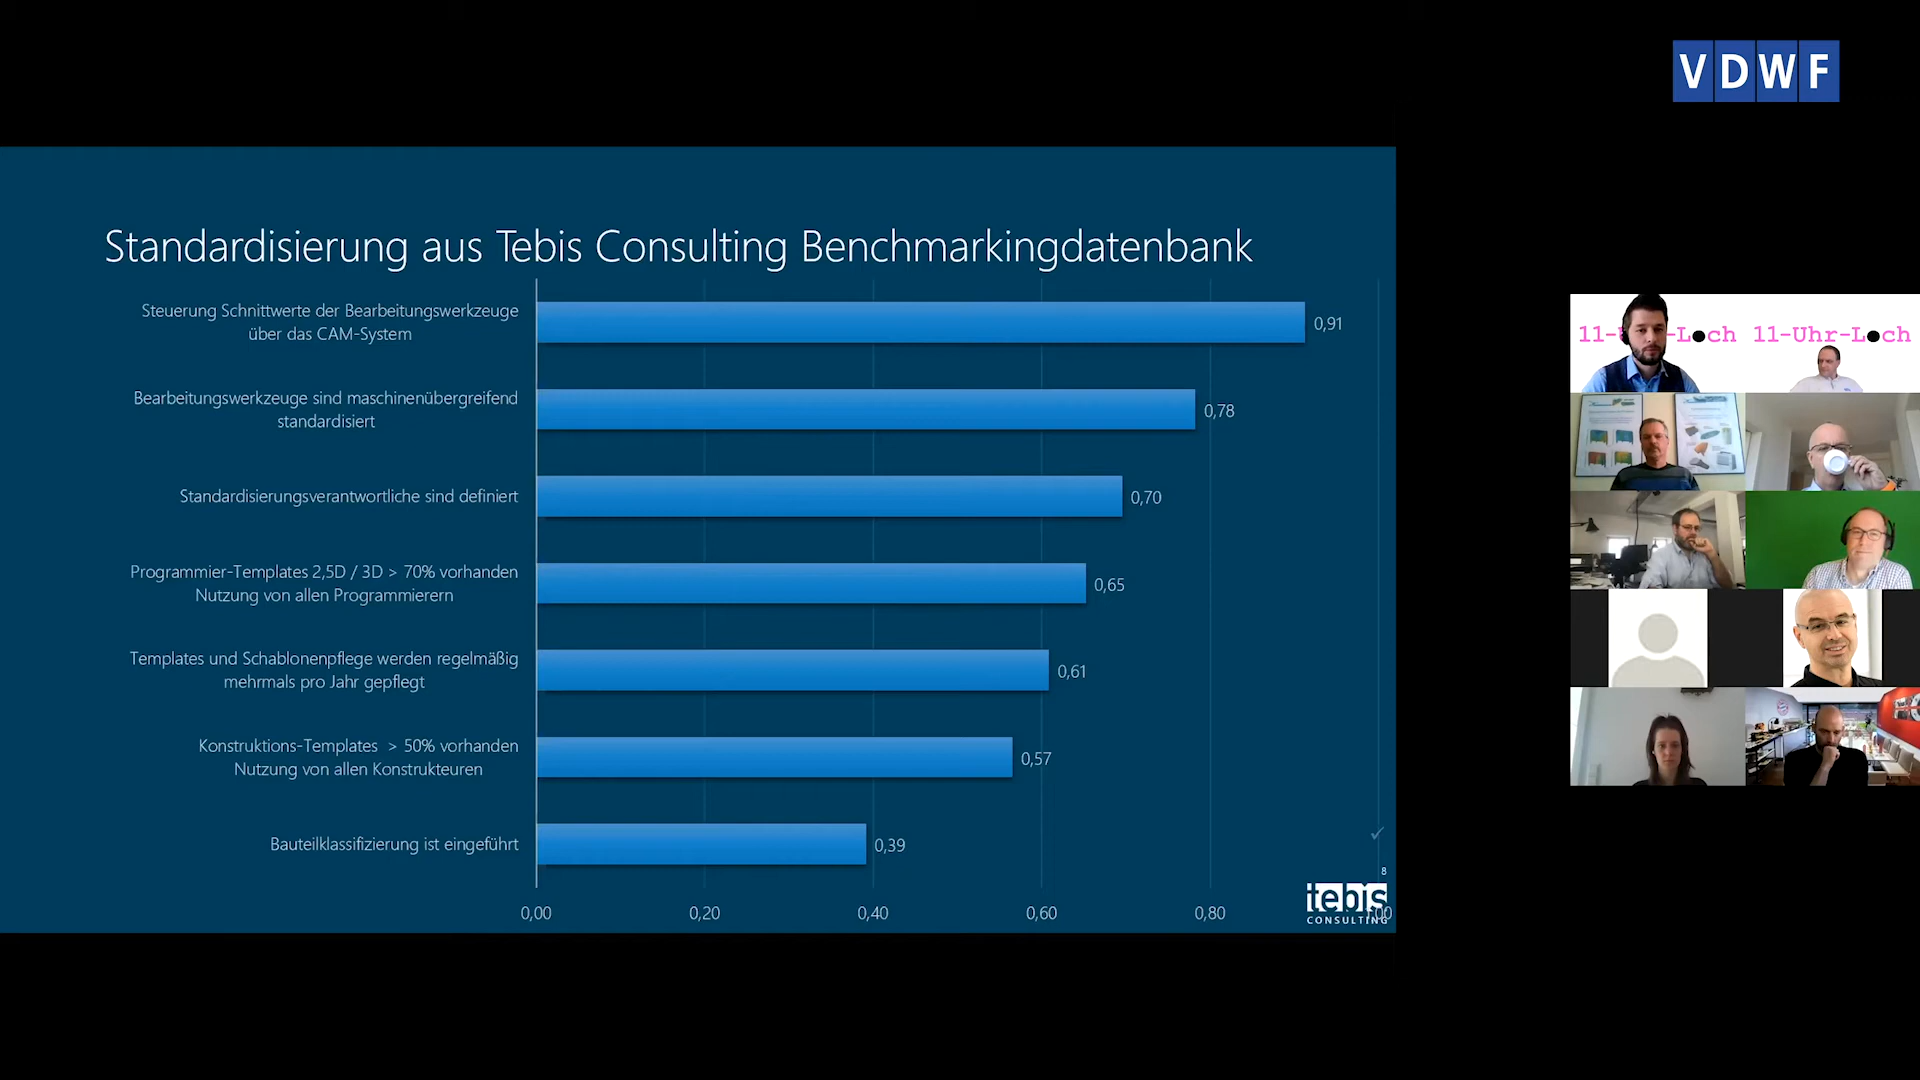 VDWF
Standardisierung aus Tebis Consulting Benchmarkingdatenbank
Steuerung Schnittwerte der Bearbeitungswerkzeuge
über das CAM-System
0,91
Bearbeitungswerkzeuge sind maschinenübergreifend
standardisiert
0,78
Standardisierungsverantwortliche sind definiert
0,70
Programmier-Templates 2,5D / 3D > 70% vorhanden
Nutzung von allen Programmierern
0,65
Templates und Schablonenpflege werden regelmäßig
mehrmals pro Jahr gepflegt
0,61
Konstruktions-Templates > 50% vorhanden
Nutzung von allen Konstrukteuren
0,57
Bauteilklassifizierung ist eingeführt
0,39
0,00 0,20 0,40 0,60 0,80 1,00
8
tebis
CONSULTING
11-Uhr-Loch